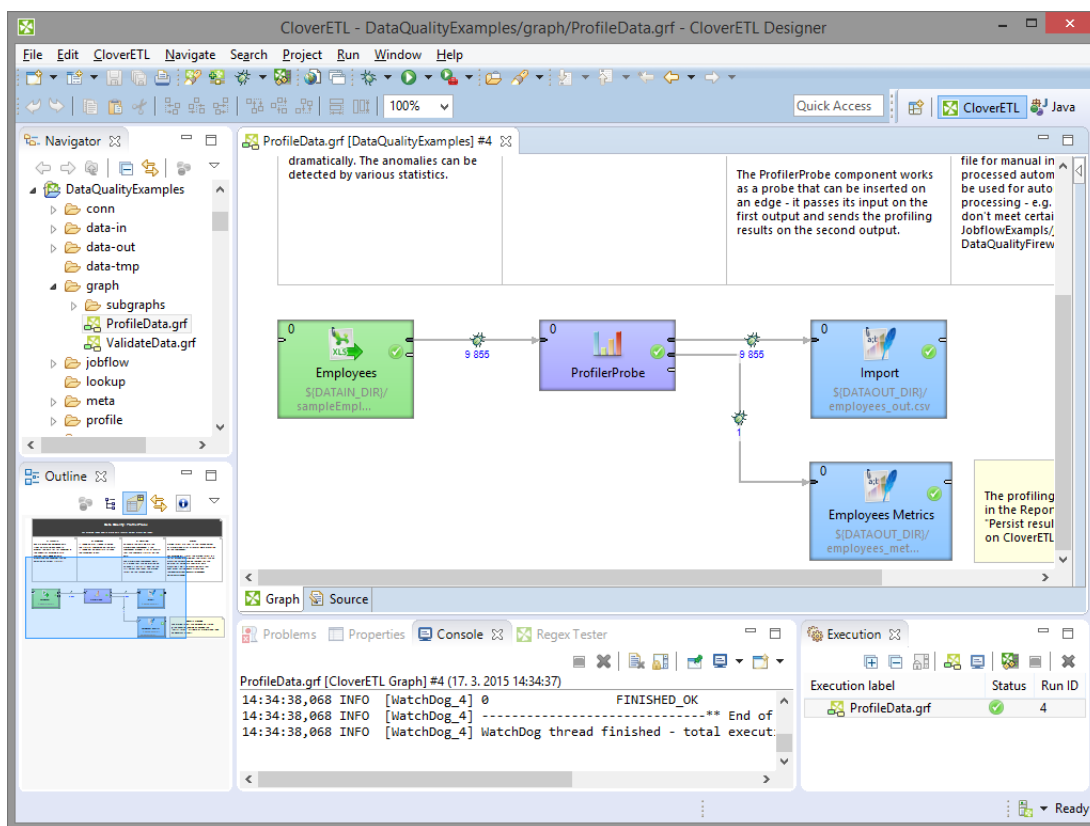 CloverETL - DataQualityExamples/graph/ProfileData.grf - CloverETL Designer
File Edit CloverETL Navigate Search Project Run Window Help
100%
Quick Access
CloverETL
Java
Navigator
DataQualityExamples
conn
data-in
data-out
data-tmp
graph
subgraphs
ProfileData.grf
ValidateData.grf
jobflow
lookup
meta
profile
Outline
ProfileData.grf [DataQualityExamples] #4
dramatically. The anomalies can be
detected by various statistics.
The ProfilerProbe component works
as a probe that can be inserted on
an edge - it passes its input on the
first output and sends the profiling
results on the second output.
file for manual in
processed autom
be used for auto
processing - e.g.
don't meet certai
JobflowExampls/
DataQualityFirew
0
XLS
Employees
${DATAIN_DIR}/
sampleEmpl...
9 855
0
ProfilerProbe
9 855
0
Import
${DATAOUT_DIR}/
employees_out.csv
1
0
Employees Metrics
${DATAOUT_DIR}/
employees_met...
The profiling
in the Repor
"Persist resul
on CloverETL
Graph Source
Problems Properties Console Regex Tester
ProfileData.grf [CloverETL Graph] #4 (17. 3. 2015 14:34:37)
14:34:38,068 INFO [WatchDog_4] 0 FINISHED_OK
14:34:38,068 INFO [WatchDog_4] ------------------------------** End of
14:34:38,068 INFO [WatchDog_4] WatchDog thread finished - total execut
Execution
Execution label Status Run ID
ProfileData.grf 4
Ready